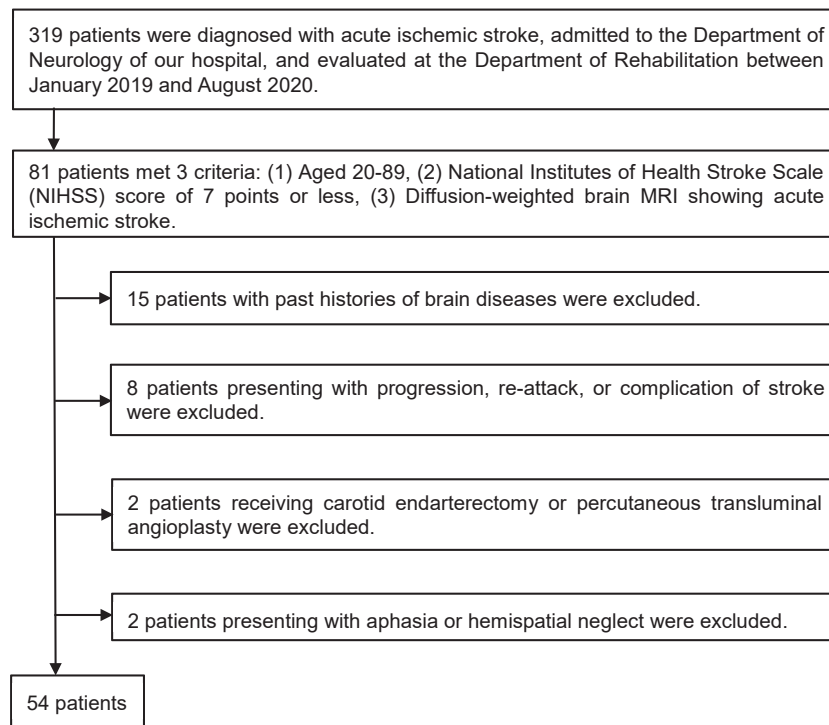 319 patients were diagnosed with acute ischemic stroke, admitted to the Department of
Neurology of our hospital, and evaluated at the Department of Rehabilitation between
January 2019 and August 2020.
81 patients met 3 criteria: (1) Aged 20-89, (2) National Institutes of Health Stroke Scale
(NIHSS) score of 7 points or less, (3) Diffusion-weighted brain MRI showing acute
ischemic stroke.
15 patients with past histories of brain diseases were excluded.
8 patients presenting with progression, re-attack, or complication of stroke
were excluded.
2 patients receiving carotid endarterectomy or percutaneous transluminal
angioplasty were excluded.
2 patients presenting with aphasia or hemispatial neglect were excluded.
54 patients